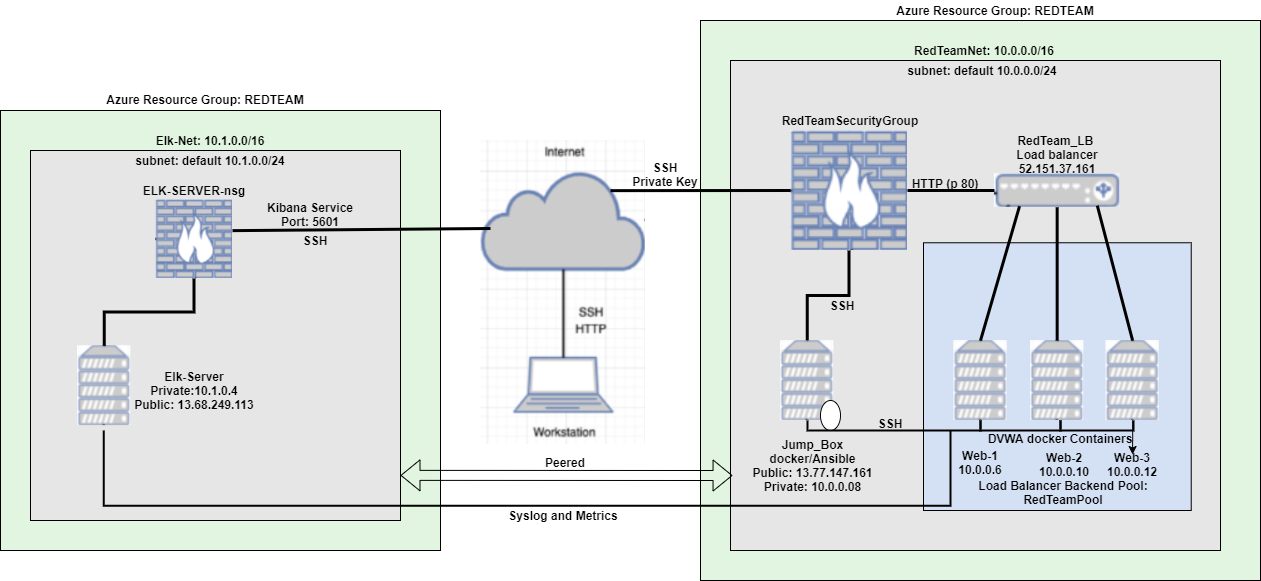 Azure Resource Group: REDTEAM
RedTeamNet: 10.0.0.0/16
subnet: default 10.0.0.0/24
Azure Resource Group: REDTEAM
Elk-Net: 10.1.0.0/16
subnet: default 10.1.0.0/24
ELK-SERVER-nsg
Kibana Service
Port: 5601
SSH
Elk-Server
Private:10.1.0.4
Public: 13.68.249.113
Internet
SSH
HTTP
Workstation
SSH
Private Key
RedTeamSecurityGroup
HTTP (p 80)
RedTeam_LB
Load balancer
52.151.37.161
SSH
SSH
Jump_Box
docker/Ansible
Public: 13.77.147.161
Private: 10.0.0.08
DVWA docker Containers
Web-1
10.0.0.6
Web-2
10.0.0.10
Web-3
10.0.0.12
Load Balancer Backend Pool:
RedTeamPool
Peered
Syslog and Metrics